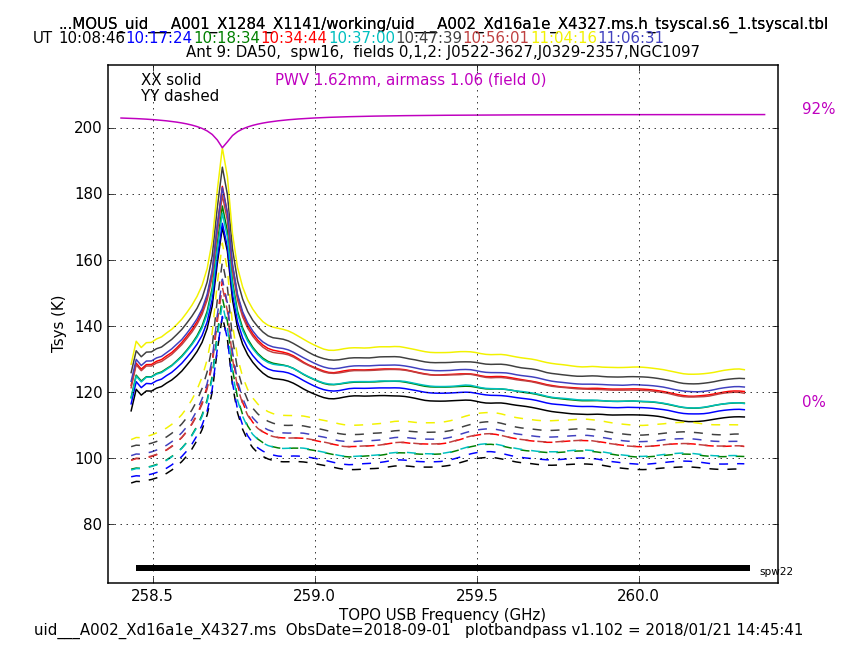 ...MOUS_uid___A001_X1284_X1141/working/uid___A002_Xd16a1e_X4327.ms.h_tsyscal.s6_1.tsyscal.tbl
UT 10:08:46 10:17:24 10:18:34 10:34:44 10:37:00 10:47:39 10:56:01 11:04:16 11:06:31
Ant 9: DA50, spw16, fields 0,1,2: J0522-3627,J0329-2357,NGC1097
XX solid
PWV 1.62mm, airmass 1.06 (field 0)
YY dashed
92%
200
180
160
140
120
100
80
Tsys (K)
0%
spw22
258.5 259.0 259.5 260.0
TOPO USB Frequency (GHz)
uid___A002_Xd16a1e_X4327.ms ObsDate=2018-09-01 plotbandpass v1.102 = 2018/01/21 14:45:41